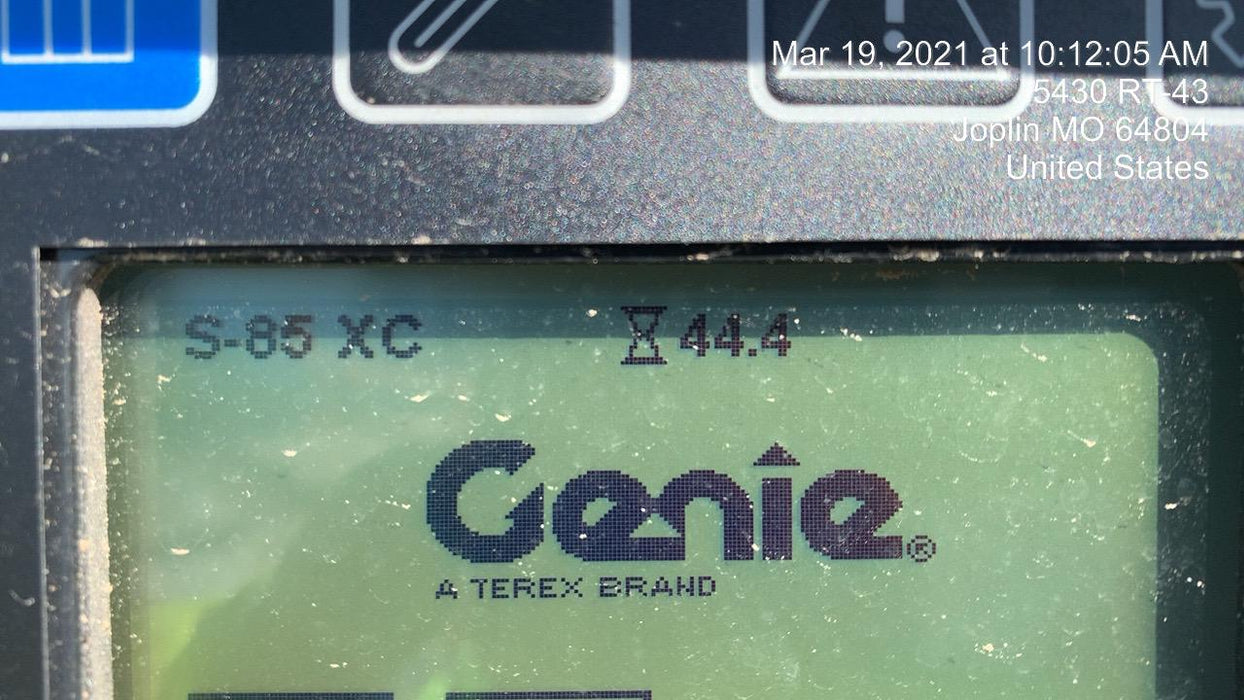 Mar 19, 2021 at 10:12:05 AM
5430 RT-43
Joplin MO 64804
United States
S-85 XC 44.4
Genie®
A TEREX BRAND